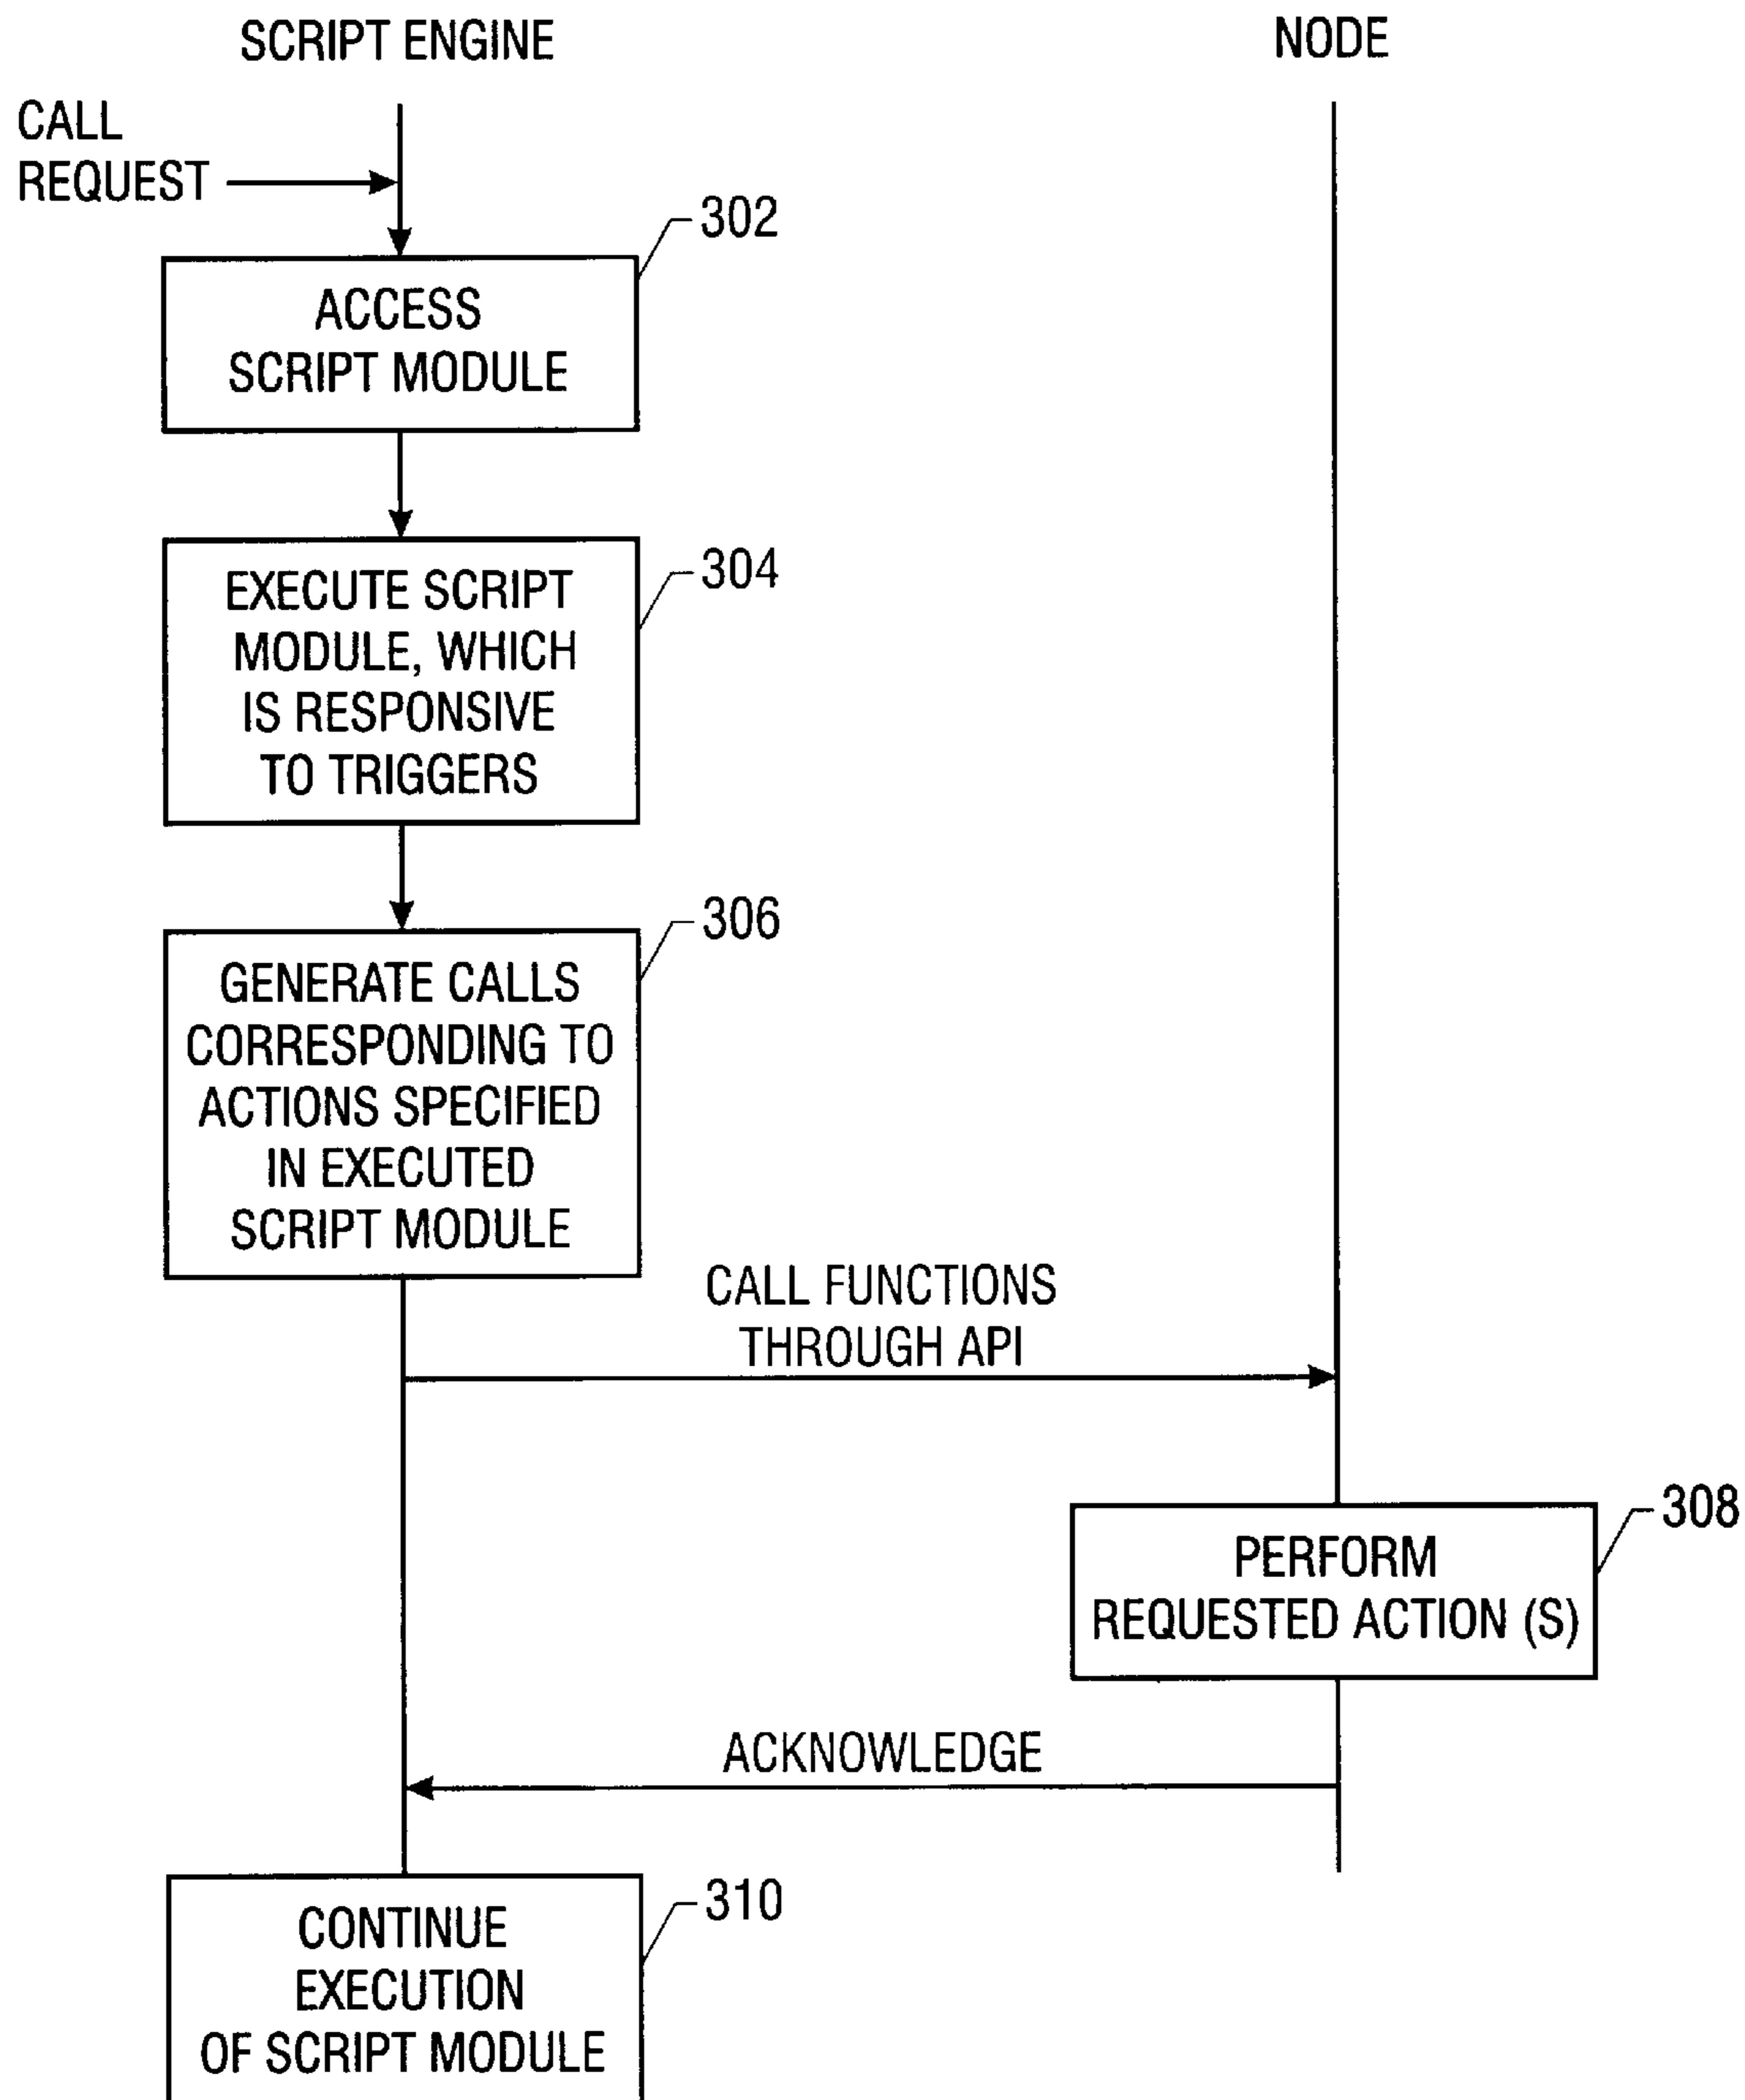 SCRIPT ENGINE
NODE
CALL
REQUEST
302
ACCESS
SCRIPT MODULE
304
EXECUTE SCRIPT
MODULE, WHICH
IS RESPONSIVE
TO TRIGGERS
306
GENERATE CALLS
CORRESPONDING TO
ACTIONS SPECIFIED
IN EXECUTED
SCRIPT MODULE
CALL FUNCTIONS
THROUGH API
308
PERFORM
REQUESTED ACTION (S)
ACKNOWLEDGE
310
CONTINUE
EXECUTION
OF SCRIPT MODULE